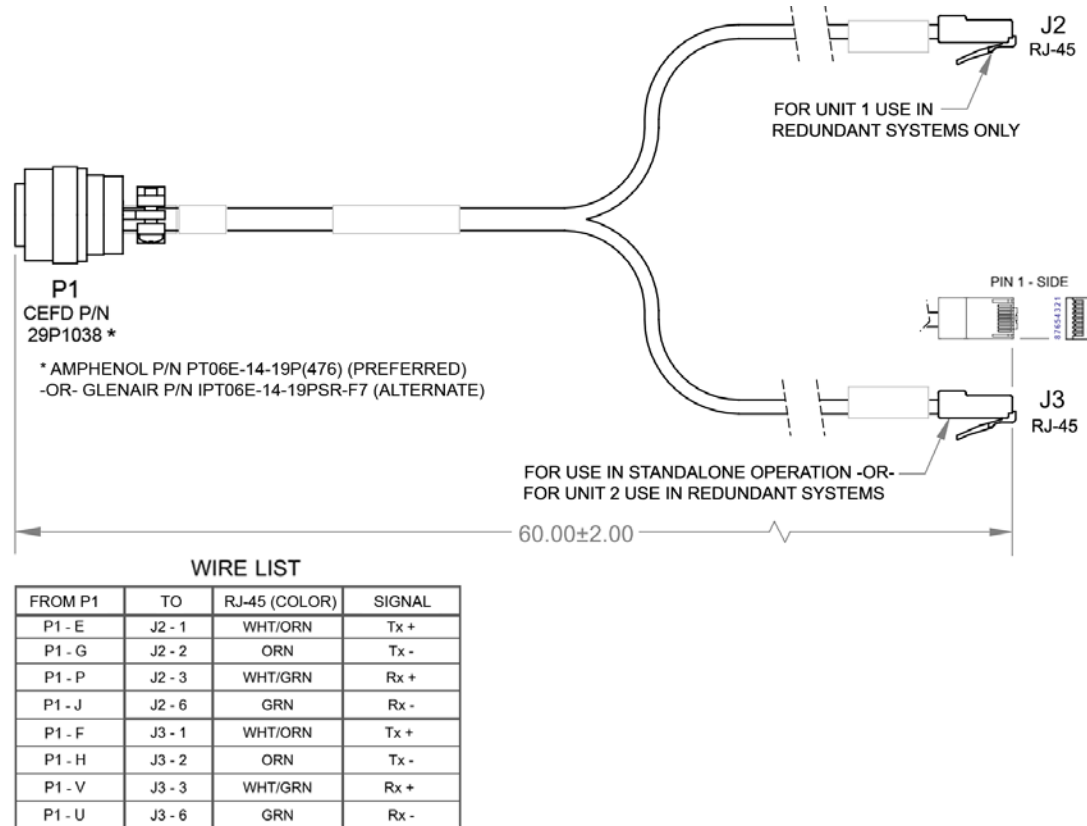 J2
RJ-45
FOR UNIT 1 USE IN
REDUNDANT SYSTEMS ONLY
P1
CEFD P/N
29P1038 *
* AMPHENOL P/N PT06E-14-19P(476) (PREFERRED)
-OR- GLENAIR P/N IPT06E-14-19PSR-F7 (ALTERNATE)
PIN 1 - SIDE
87654321
J3
RJ-45
FOR USE IN STANDALONE OPERATION -OR-
FOR UNIT 2 USE IN REDUNDANT SYSTEMS
60.00±2.00
WIRE LIST
FROM P1 TO RJ-45 (COLOR) SIGNAL
P1 - E J2 - 1 WHT/ORN Tx +
P1 - G J2 - 2 ORN Tx -
P1 - P J2 - 3 WHT/GRN Rx +
P1 - J J2 - 6 GRN Rx -
P1 - F J3 - 1 WHT/ORN Tx +
P1 - H J3 - 2 ORN Tx -
P1 - V J3 - 3 WHT/GRN Rx +
P1 - U J3 - 6 GRN Rx -